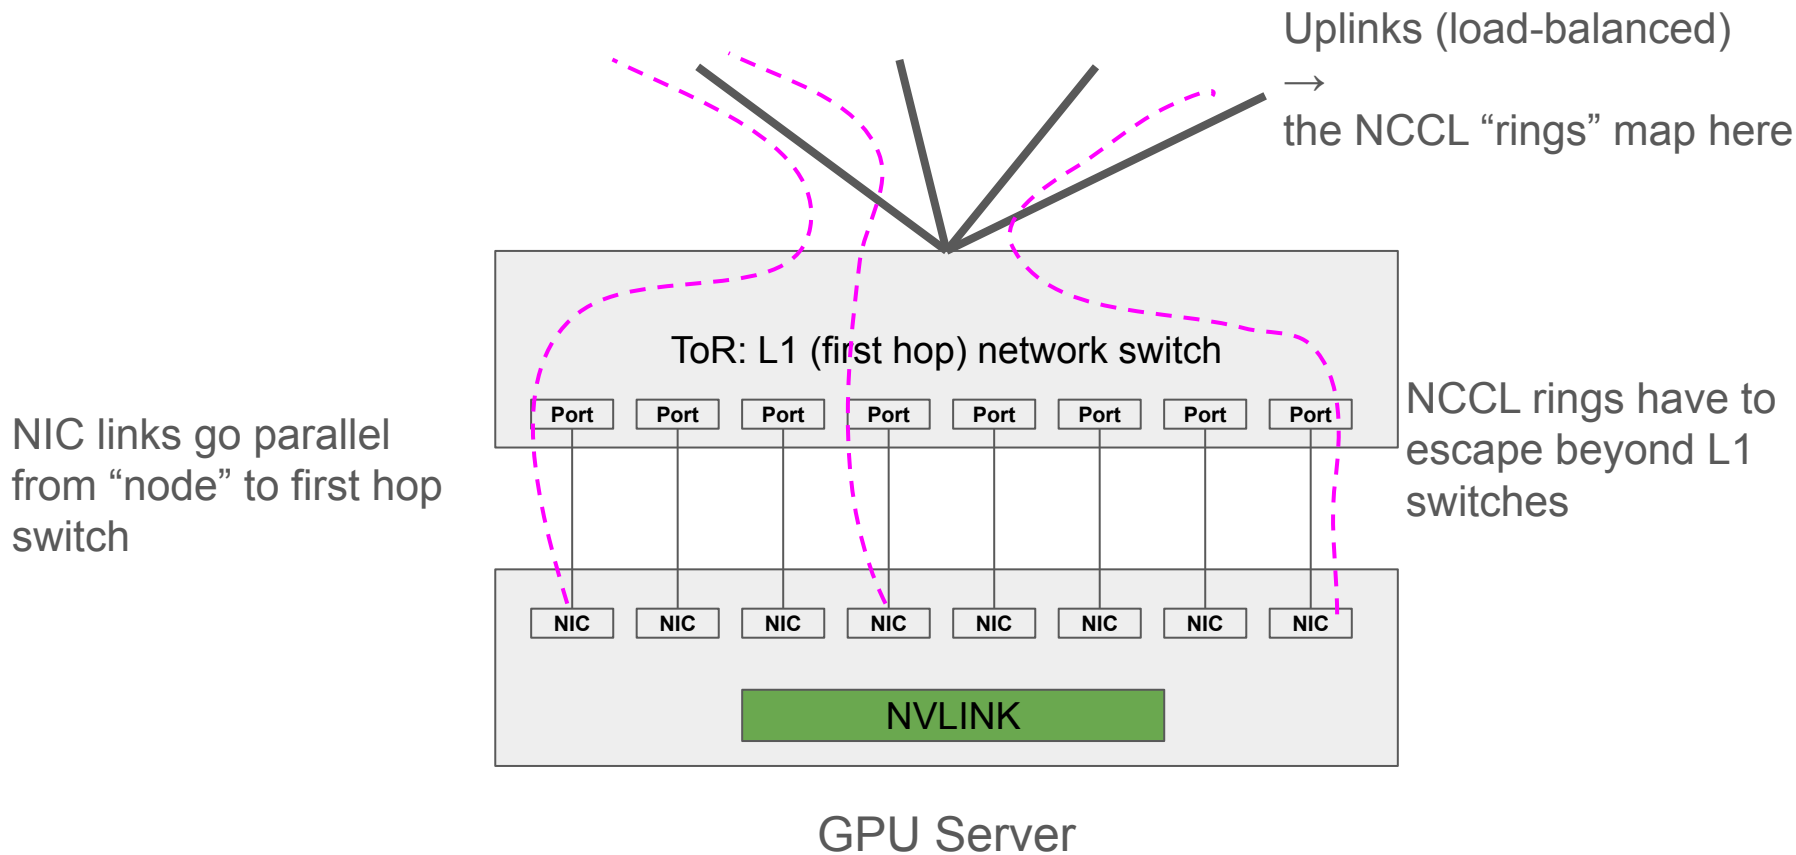 Uplinks (load-balanced)
→
the NCCL “rings” map here
ToR: L1 (first hop) network switch
NIC links go parallel
from “node” to first hop
switch
Port Port Port Port Port Port Port Port
NCCL rings have to
escape beyond L1
switches
NIC NIC NIC NIC NIC NIC NIC NIC
NVLINK
GPU Server